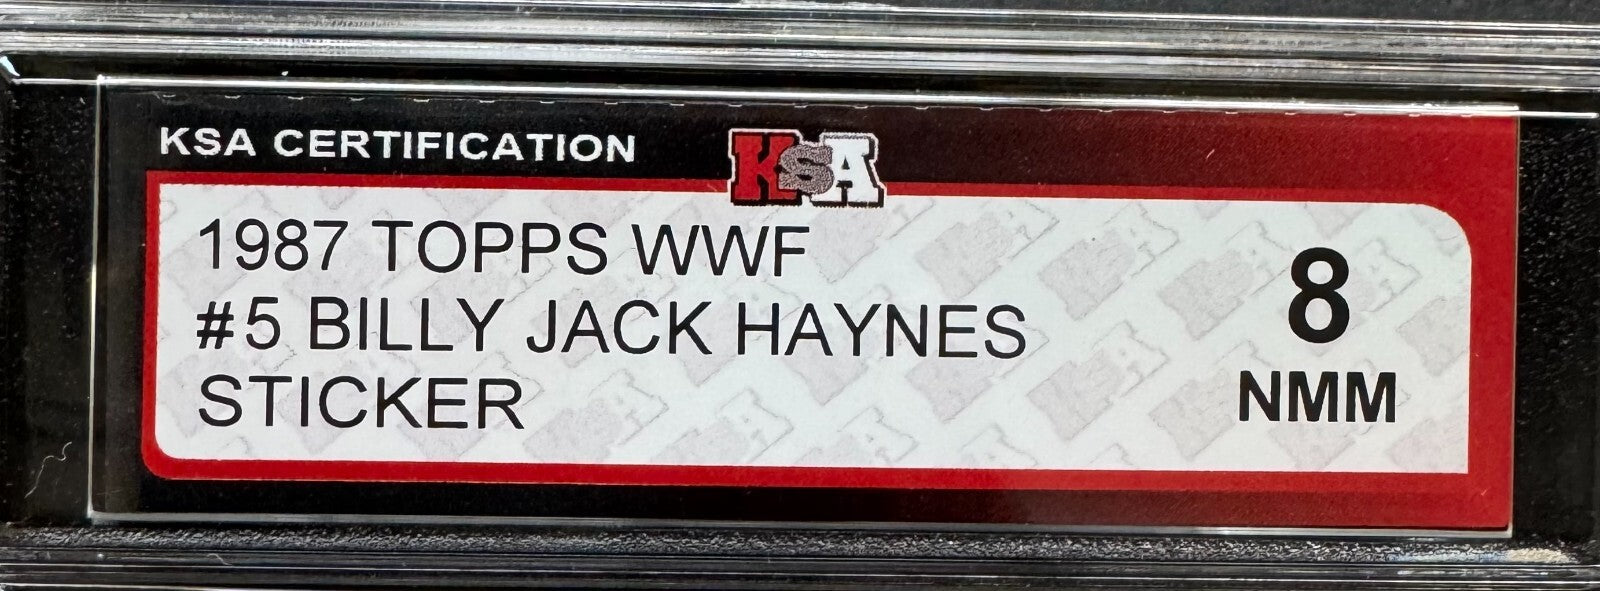 KSA CERTIFICATION
KSA
1987 TOPPS WWF
#5 BILLY JACK HAYNES
STICKER
8
NMM